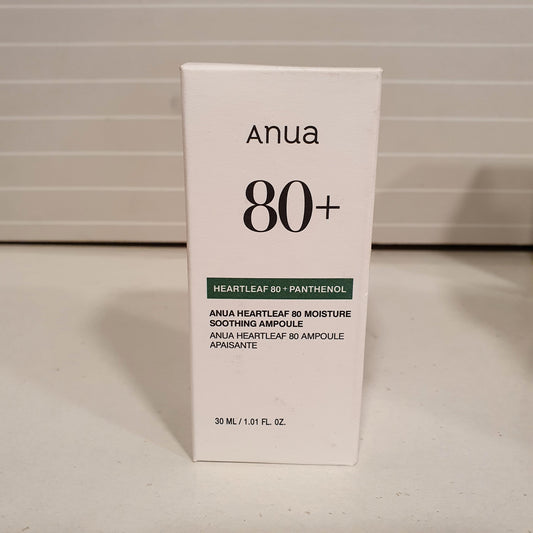 Anua
80+
HEARTLEAF 80 + PANTHENOL
ANUA HEARTLEAF 80 MOISTURE
SOOTHING AMPOULE
ANUA HEARTLEAF 80 AMPOULE
APAISANTE
30 ML / 1.01 FL. OZ.